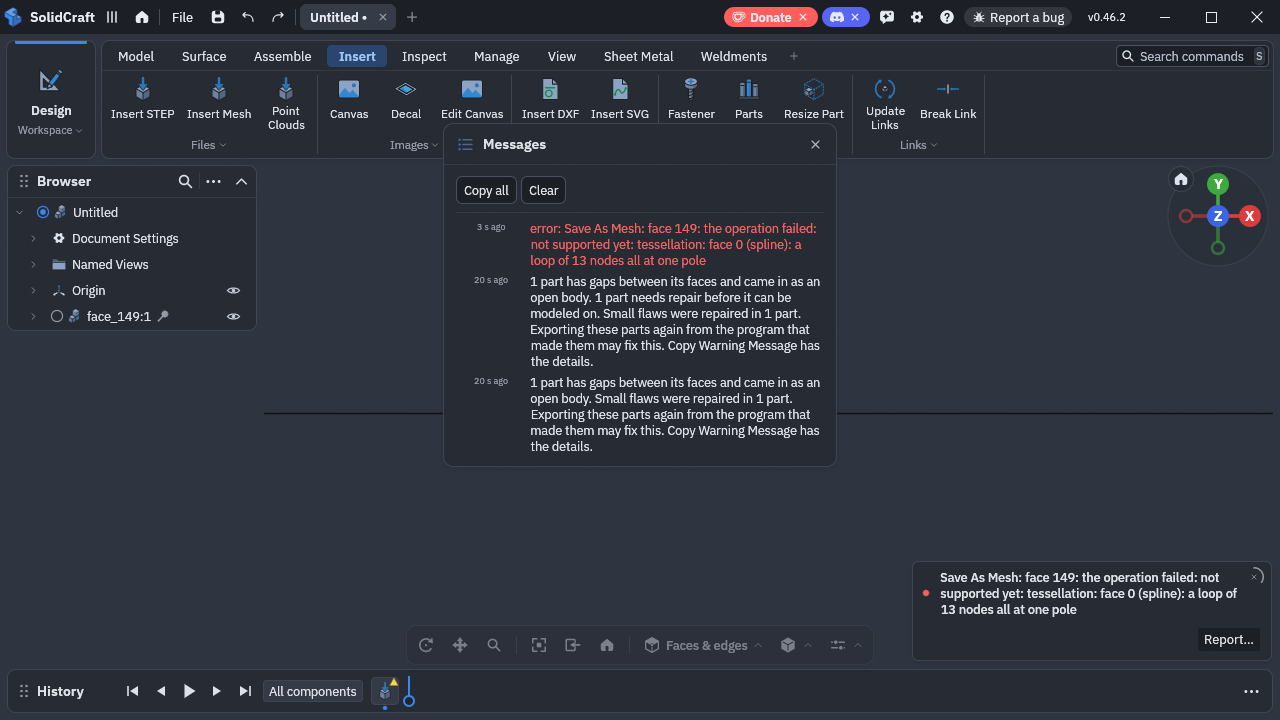 SolidCraft
File
Untitled •
Donate
Report a bug
v0.46.2
Design
Workspace
Model
Surface
Assemble
Insert
Inspect
Manage
View
Sheet Metal
Weldments
Search commands
S
Insert STEP
Insert Mesh
Point
Clouds
Canvas
Decal
Edit Canvas
Insert DXF
Insert SVG
Fastener
Parts
Resize Part
Update
Links
Break Link
Files
Images
Links
Browser
Untitled
Document Settings
Named Views
Origin
face_149:1
Messages
Copy all
Clear
3 s ago
error: Save As Mesh: face 149: the operation failed:
not supported yet: tessellation: face 0 (spline): a
loop of 13 nodes all at one pole
20 s ago
1 part has gaps between its faces and came in as an
open body. 1 part needs repair before it can be
modeled on. Small flaws were repaired in 1 part.
Exporting these parts again from the program that
made them may fix this. Copy Warning Message has
the details.
20 s ago
1 part has gaps between its faces and came in as an
open body. Small flaws were repaired in 1 part.
Exporting these parts again from the program that
made them may fix this. Copy Warning Message has
the details.
Y
Z
X
Save As Mesh: face 149: the operation failed: not
supported yet: tessellation: face 0 (spline): a loop of
13 nodes all at one pole
Report...
Faces & edges
History
All components